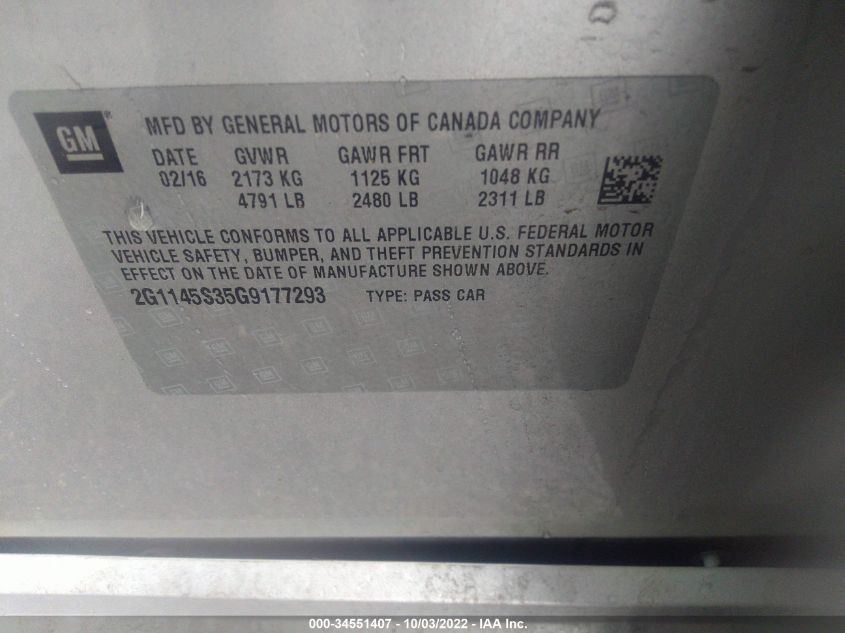 GM ®
MFD BY GENERAL MOTORS OF CANADA COMPANY
DATE GVWR GAWR FRT GAWR RR
02/16 2173 KG 1125 KG 1048 KG
4791 LB 2480 LB 2311 LB
THIS VEHICLE CONFORMS TO ALL APPLICABLE U.S. FEDERAL MOTOR
VEHICLE SAFETY, BUMPER, AND THEFT PREVENTION STANDARDS IN
EFFECT ON THE DATE OF MANUFACTURE SHOWN ABOVE.
2G1145S35G9177293 TYPE: PASS CAR
000-34551407 - 10/03/2022 - IAA Inc.